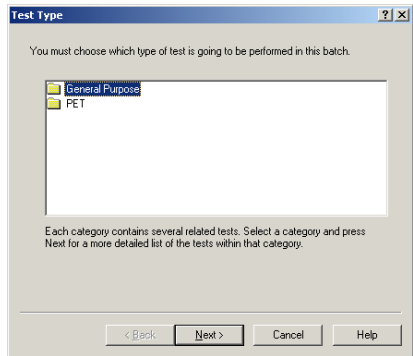 Test Type
You must choose which type of test is going to be performed in this batch.
General Purpose
PET
Each category contains several related tests. Select a category and press
Next for a more detailed list of the tests within that category.
< Back Next > Cancel Help